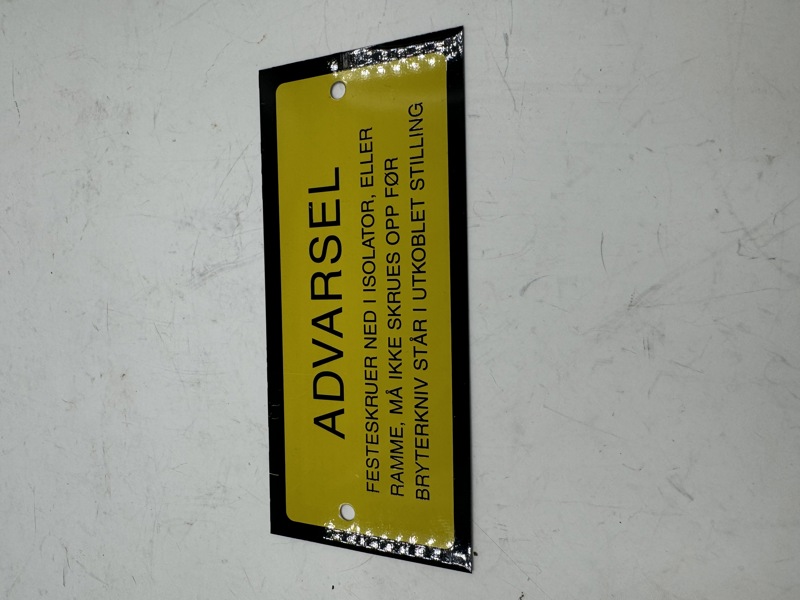 ADVARSEL
FESTESKRUER NED I ISOLATOR, ELLER
RAMME, MÅ IKKE SKRUES OPP FØR
BRYTERKNIV STÅR I UTKOBLET STILLING